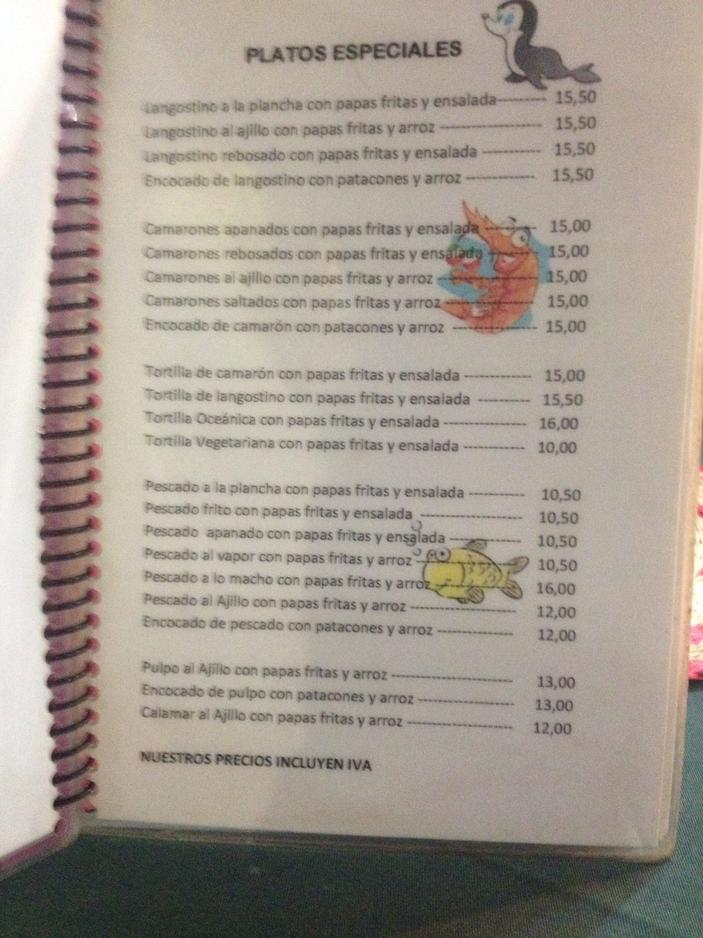 PLATOS ESPECIALES
Langostino a la plancha con papas fritas y ensalada--------- 15,50
Langostino al ajillo con papas fritas y arroz ---------------- 15,50
Langostino rebosado con papas fritas y ensalada ---------- 15,50
Encocado de langostino con patacones y arroz ------------ 15,50
Camarones apanados con papas fritas y ensalada --------- 15,00
Camarones rebosados con papas fritas y ensalada --------- 15,00
Camarones al ajillo con papas fritas y arroz ---------------- 15,00
Camarones saltados con papas fritas y arroz---------------- 15,00
Encocado de camarón con patacones y arroz -------------- 15,00
Tortilla de camarón con papas fritas y ensalada ------------ 15,00
Tortilla de langostino con papas fritas y ensalada --------- 15,50
Tortilla Oceánica con papas fritas y ensalada -------------- 16,00
Tortilla Vegetariana con papas fritas y ensalada ----------- 10,00
Pescado a la plancha con papas fritas y ensalada ---------- 10,50
Pescado frito con papas fritas y ensalada ------------------ 10,50
Pescado apanado con papas fritas y ensalada ------------- 10,50
Pescado al vapor con papas fritas y arroz ------------------ 10,50
Pescado a lo macho con papas fritas y arroz --------------- 16,00
Pescado al Ajillo con papas fritas y arroz ------------------- 12,00
Encocado de pescado con patacones y arroz -------------- 12,00
Pulpo al Ajillo con papas fritas y arroz ---------------------- 13,00
Encocado de pulpo con patacones y arroz ----------------- 13,00
Calamar al Ajillo con papas fritas y arroz ------------------- 12,00
NUESTROS PRECIOS INCLUYEN IVA